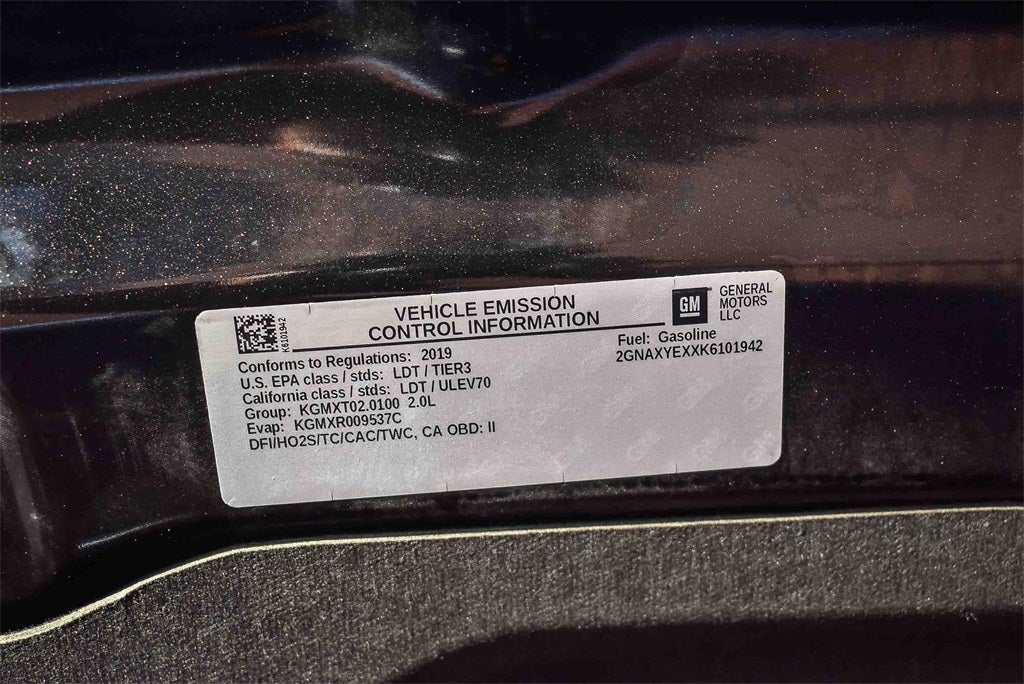 VEHICLE EMISSION
CONTROL INFORMATION
GM
GENERAL
MOTORS
LLC
K6101942
Conforms to Regulations: 2019
U.S. EPA class / stds: LDT / TIER3
California class / stds: LDT / ULEV70
Group: KGMXT02.0100 2.0L
Evap: KGMXR009537C
DFI/HO2S/TC/CAC/TWC, CA OBD: II
Fuel: Gasoline
2GNAXYEXXK6101942